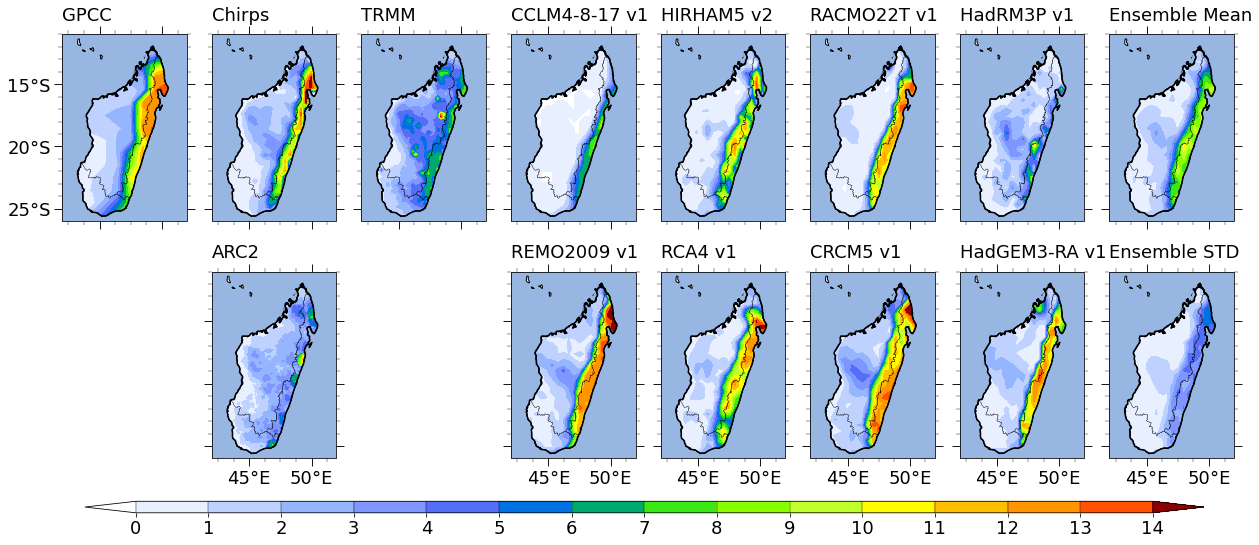 GPCC Chirps TRMM CCLM4-8-17 v1 HIRHAM5 v2 RACMO22T v1 HadRM3P v1 Ensemble Mean
15°S
20°S
25°S
ARC2 REMO2009 v1 RCA4 v1 CRCM5 v1 HadGEM3-RA v1 Ensemble STD
45°E 50°E 45°E 50°E 45°E 50°E 45°E 50°E 45°E 50°E 45°E 50°E
0 1 2 3 4 5 6 7 8 9 10 11 12 13 14